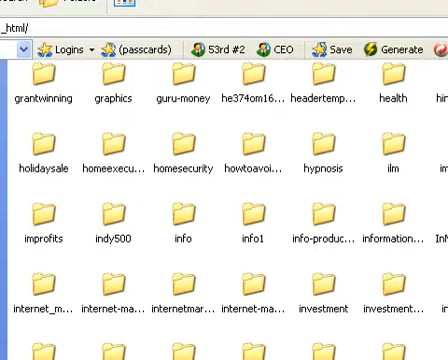 _html/
Logins (passcards) 53rd #2 CEO Save Generate
grantwinning graphics guru-money he374om16... headertemp... health
holidaysale homeexecu... homesecurity howtoavoi... hypnosis ilm
improfits indy500 info info1 info-produc... information...
internet_m... internet-ma... internetmar... internet-ma... investment investment...